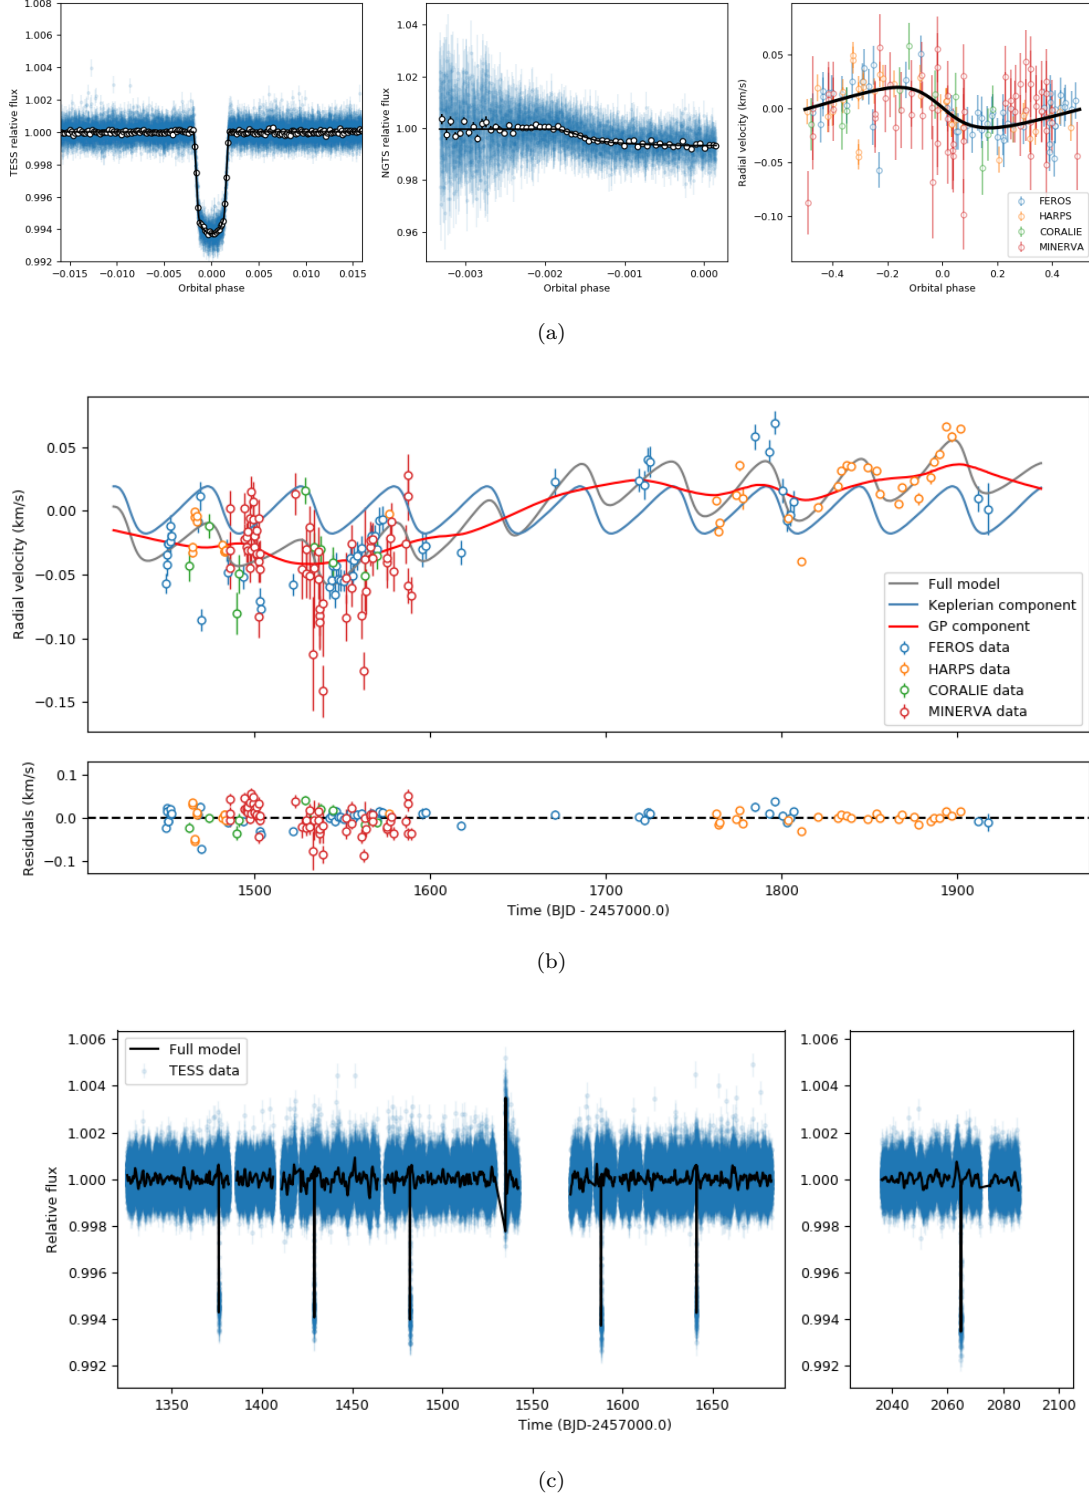 1.008
1.006
1.004
1.002
1.000
0.998
0.996
0.994
0.992
TESS relative flux
−0.015 −0.010 −0.005 0.000 0.005 0.010 0.015
Orbital phase
1.04
1.02
1.00
0.98
0.96
NGTS relative flux
−0.003 −0.002 −0.001 0.000
Orbital phase
0.05
0.00
−0.05
−0.10
Radial velocity (km/s)
FEROS
HARPS
CORALIE
MINERVA
−0.4 −0.2 0.0 0.2 0.4
Orbital phase
(a)
0.05
0.00
−0.05
−0.10
−0.15
Radial velocity (km/s)
Full model
Keplerian component
GP component
FEROS data
HARPS data
CORALIE data
MINERVA data
0.1
0.0
−0.1
Residuals (km/s)
1500 1600 1700 1800 1900
Time (BJD - 2457000.0)
(b)
1.006
1.004
1.002
1.000
0.998
0.996
0.994
0.992
Relative flux
Full model
TESS data
1350 1400 1450 1500 1550 1600 1650
Time (BJD-2457000.0)
1.006
1.004
1.002
1.000
0.998
0.996
0.994
0.992
2040 2060 2080 2100
(c)